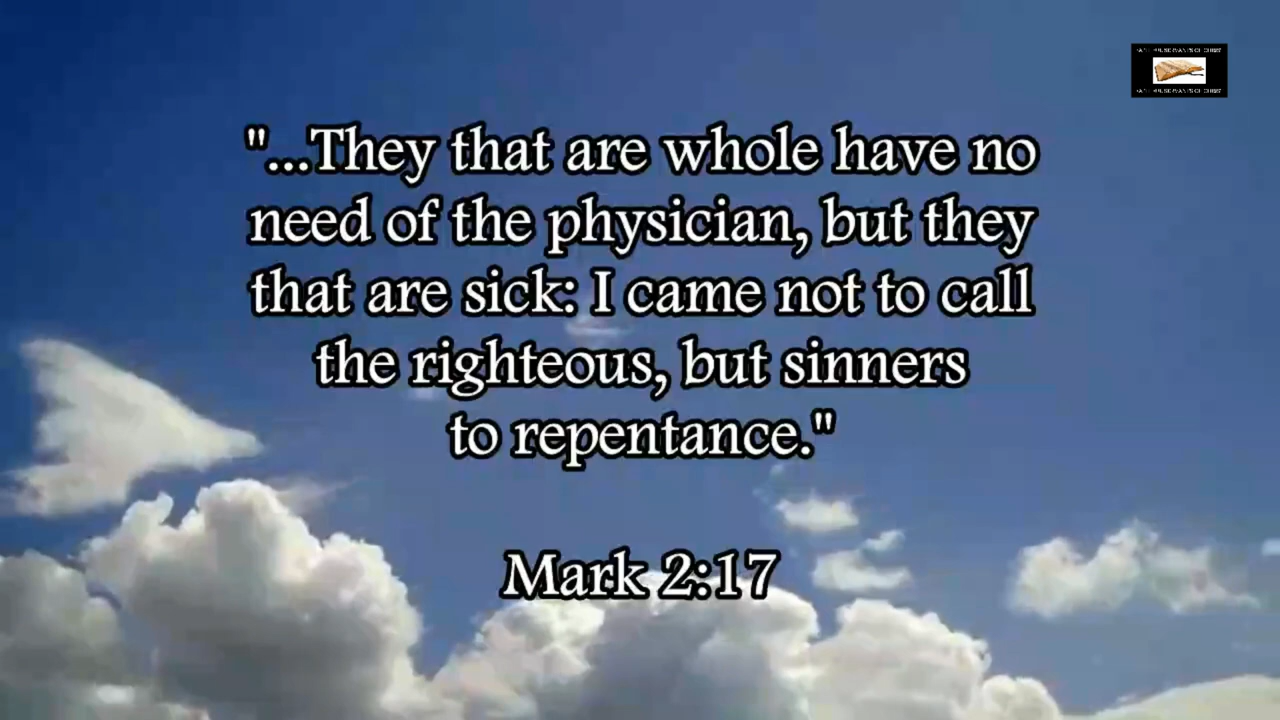 "...They that are whole have no
need of the physician, but they
that are sick: I came not to call
the righteous, but sinners
to repentance."
Mark 2:17